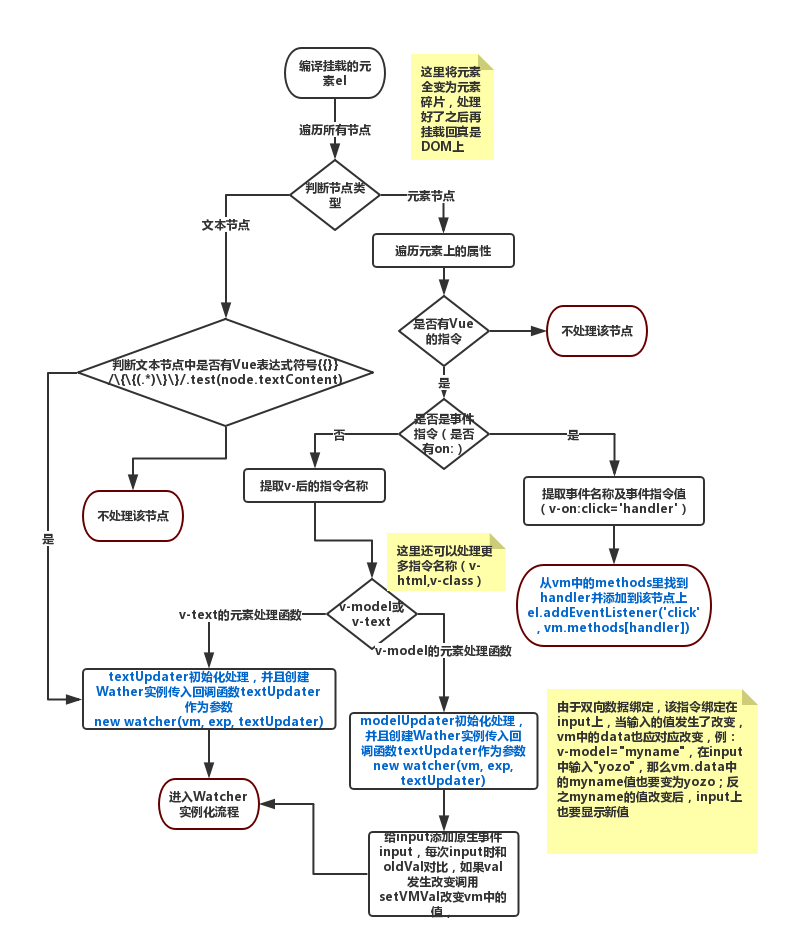 编译挂载的元
素el
这里将元素
全变为元素
碎片，处理
好了之后再
挂载回真是
DOM上
遍历所有节点
判断节点类
型
元素节点
文本节点
遍历元素上的属性
是否有Vue
的指令
不处理该节点
判断文本节点中是否有Vue表达式符号{{}}
/\{\{(.*)\}\}/.test(node.textContent)
是
是否是事件
指令（是否
有on:）
否
是
提取v-后的指令名称
提取事件名称及事件指令值
（v-on:click='handler'）
不处理该节点
是
这里还可以处理更
多指令名称（v-
html,v-class）
从vm中的methods里找到
handler并添加到该节点上
el.addEventListener('click'
, vm.methods[handler])
v-model或
v-text
v-text的元素处理函数
v-model的元素处理函数
textUpdater初始化处理，并且创建
Wather实例传入回调函数textUpdater
作为参数
new watcher(vm, exp, textUpdater)
modelUpdater初始化处理，
并且创建Wather实例传入回
调函数textUpdater作为参数
new watcher(vm, exp,
textUpdater)
由于双向数据绑定，该指令绑定在
input上，当输入的值发生了改变，
vm中的data也应对应改变，例：
v-model="myname"，在input
中输入"yozo"，那么vm.data中
的myname值也要变为yozo；反
之myname的值改变后，input上
也要显示新值
进入Watcher
实例化流程
给input添加原生事件
input，每次input时和
oldVal对比，如果val
发生改变调用
setVMVal改变vm中的
值，